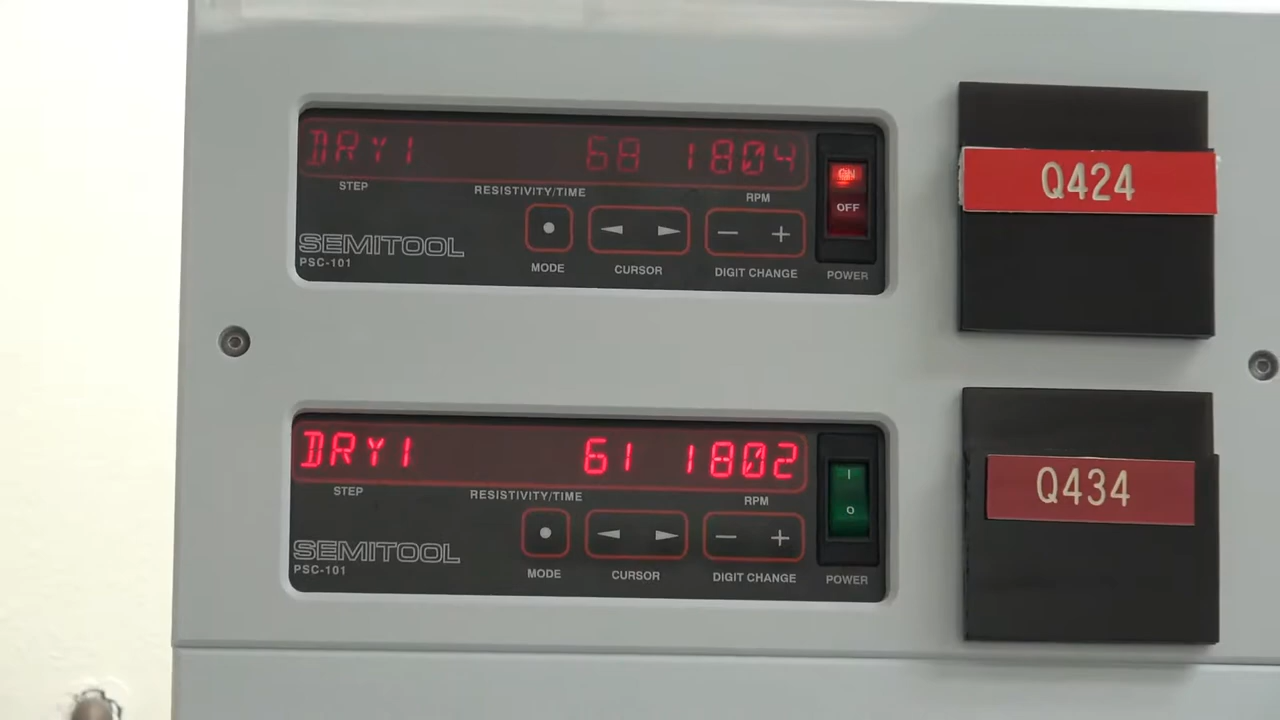 DRY1 68 1804
STEP RESISTIVITY/TIME RPM
ON
OFF
SEMITOOL
PSC-101
MODE CURSOR DIGIT CHANGE POWER
Q424
DRY1 61 1802
STEP RESISTIVITY/TIME RPM
I
O
SEMITOOL
PSC-101
MODE CURSOR DIGIT CHANGE POWER
Q434